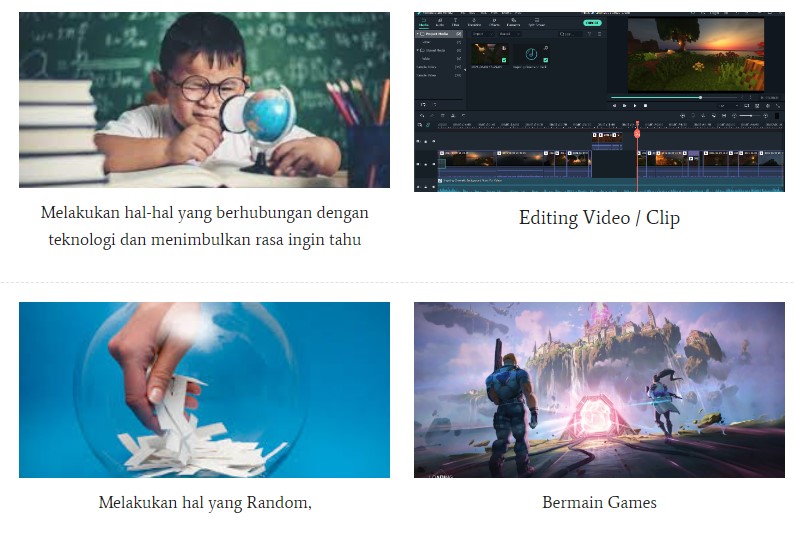 Melakukan hal-hal yang berhubungan dengan
teknologi dan menimbulkan rasa ingin tahu
Editing Video / Clip
Melakukan hal yang Random,
Bermain Games